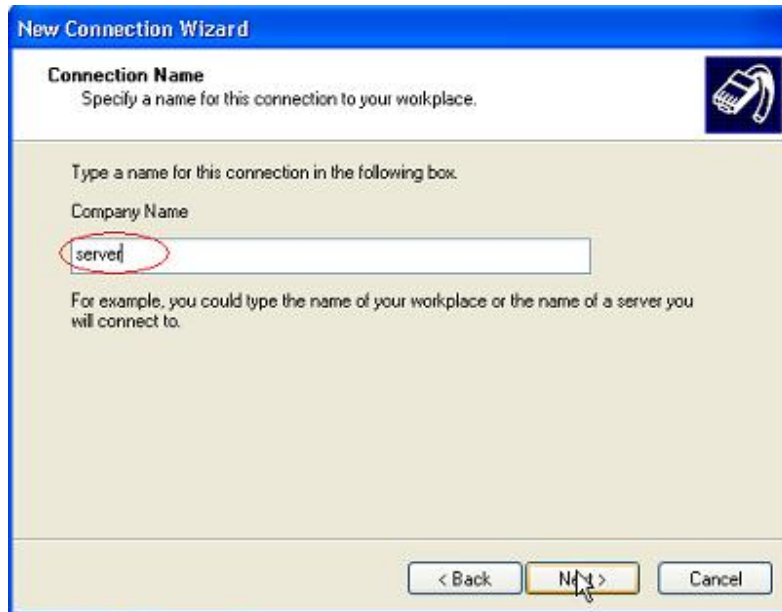 New Connection Wizard
Connection Name
Specify a name for this connection to your workplace.
Type a name for this connection in the following box.
Company Name
server
For example, you could type the name of your workplace or the name of a server you
will connect to.
< Back Next > Cancel